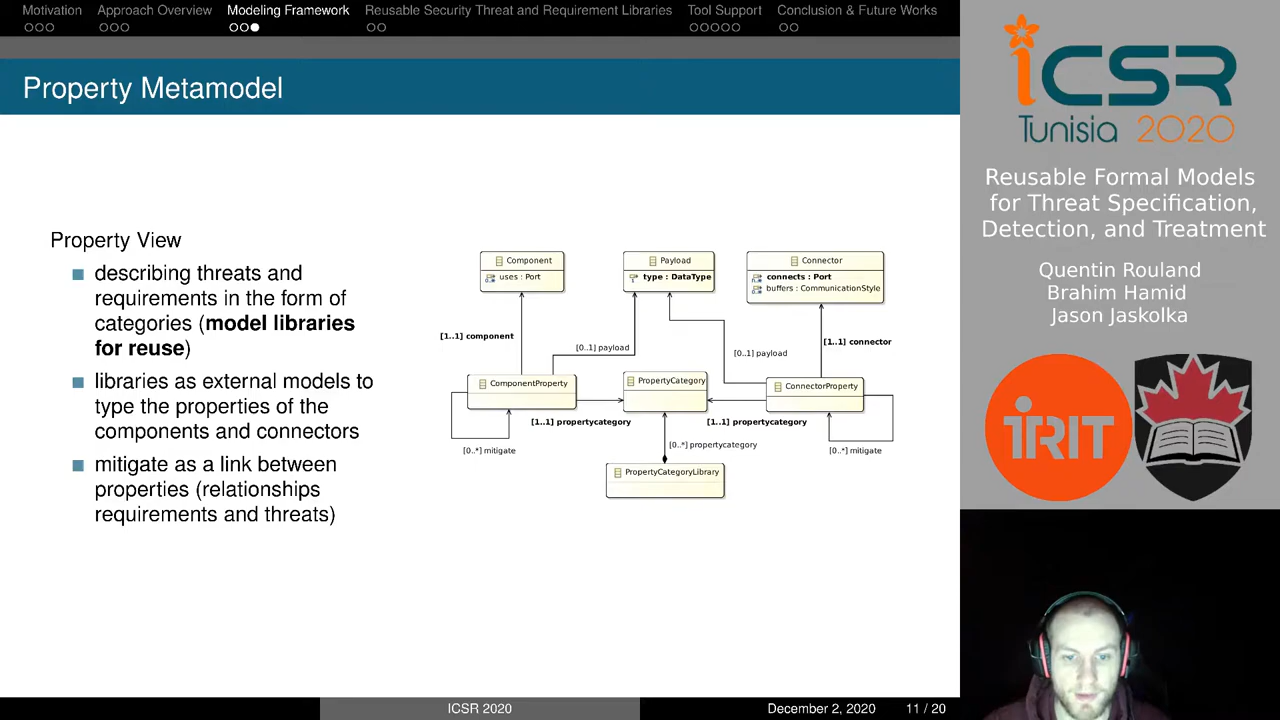 Motivation Approach Overview Modeling Framework Reusable Security Threat and Requirement Libraries Tool Support Conclusion & Future Works
Property Metamodel
Property View
describing threats and
requirements in the form of
categories (model libraries
for reuse)
libraries as external models to
type the properties of the
components and connectors
mitigate as a link between
properties (relationships
requirements and threats)
Component
uses : Port
Payload
type : DataType
Connector
connects : Port
buffers : CommunicationStyle
[1..1] component
[0..1] payload
[0..1] payload
[1..1] connector
ComponentProperty
PropertyCategory
ConnectorProperty
[1..1] propertycategory
[1..1] propertycategory
[0..*] mitigate
[0..*] propertycategory
[0..*] mitigate
PropertyCategoryLibrary
ICSR 2020
December 2, 2020 11 / 20
iCSR
Tunisia 2020
Reusable Formal Models
for Threat Specification,
Detection, and Treatment
Quentin Rouland
Brahim Hamid
Jason Jaskolka
iRIT